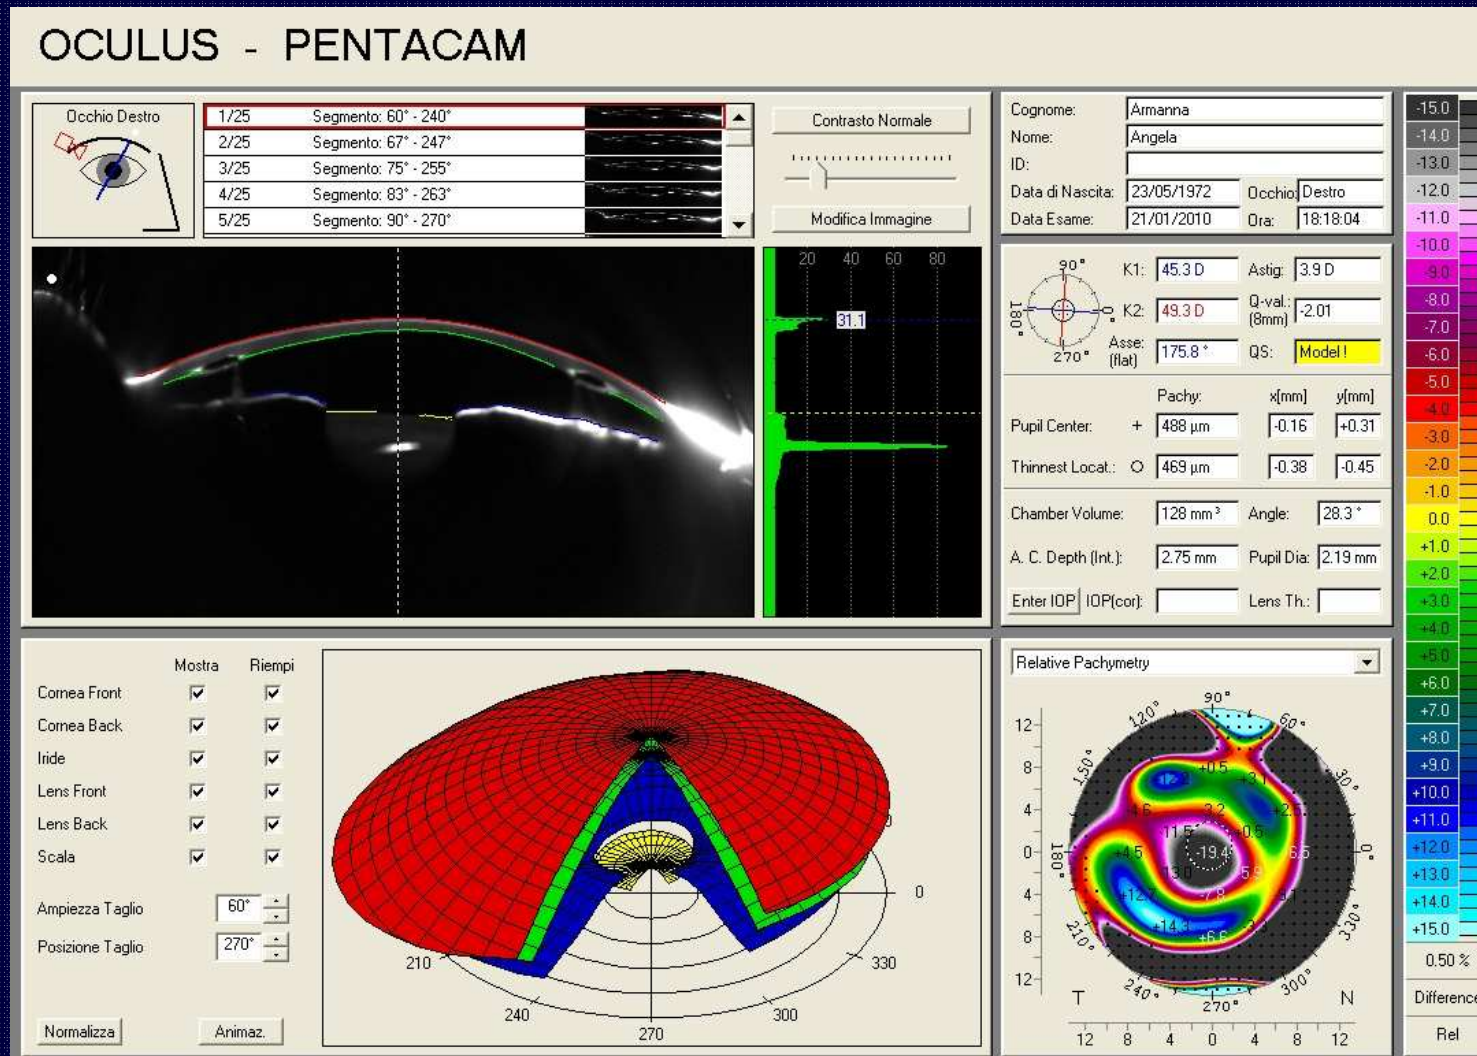 OCULUS - PENTACAM
Occhio Destro
1/25 Segmento: 60° - 240°
2/25 Segmento: 67° - 247°
3/25 Segmento: 75° - 255°
4/25 Segmento: 83° - 263°
5/25 Segmento: 90° - 270°
Contrasto Normale
Modifica Immagine
20 40 60 80
31.1
Cognome: Armanna
Nome: Angela
ID:
Data di Nascita: 23/05/1972 Occhio: Destro
Data Esame: 21/01/2010 Ora: 18:18:04
90°
180°
0°
270°
K1: 45.3 D Astig: 3.9 D
K2: 49.3 D Q-val.: (8mm) -2.01
Asse: (flat) 175.8 ° QS: Model !
Pachy: x[mm] y[mm]
Pupil Center: + 488 µm -0.16 +0.31
Thinnest Locat.: O 469 µm -0.38 -0.45
Chamber Volume: 128 mm³ Angle: 28.3 °
A. C. Depth (Int.): 2.75 mm Pupil Dia: 2.19 mm
Enter IOP IOP(cor): Lens Th.:
Mostra Riempi
Cornea Front
Cornea Back
Iride
Lens Front
Lens Back
Scala
Ampiezza Taglio 60°
Posizione Taglio 270°
Normalizza Animaz.
0
210
330
240
300
270
Relative Pachymetry
90°
120° 60°
150° 30°
180° 0°
210° 330°
240° 300°
270°
12
8
4
0
4
8
12
T N
12 8 4 0 4 8 12
+0.5
-19.4
+4.5
+6.6
-15.0
-14.0
-13.0
-12.0
-11.0
-10.0
-9.0
-8.0
-7.0
-6.0
-5.0
-4.0
-3.0
-2.0
-1.0
0.0
+1.0
+2.0
+3.0
+4.0
+5.0
+6.0
+7.0
+8.0
+9.0
+10.0
+11.0
+12.0
+13.0
+14.0
+15.0
0.50 %
Difference
Rel